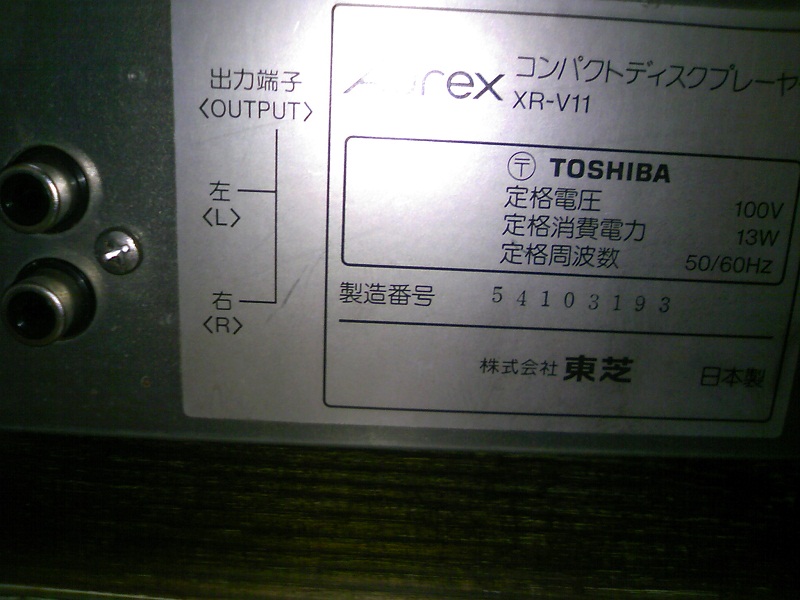 出力端子
〈OUTPUT〉
左
〈L〉
右
〈R〉
Aurex コンパクトディスクプレーヤ
XR-V11
〒 TOSHIBA
定格電圧 100V
定格消費電力 13W
定格周波数 50/60Hz
製造番号 54103193
株式会社 東芝 日本製